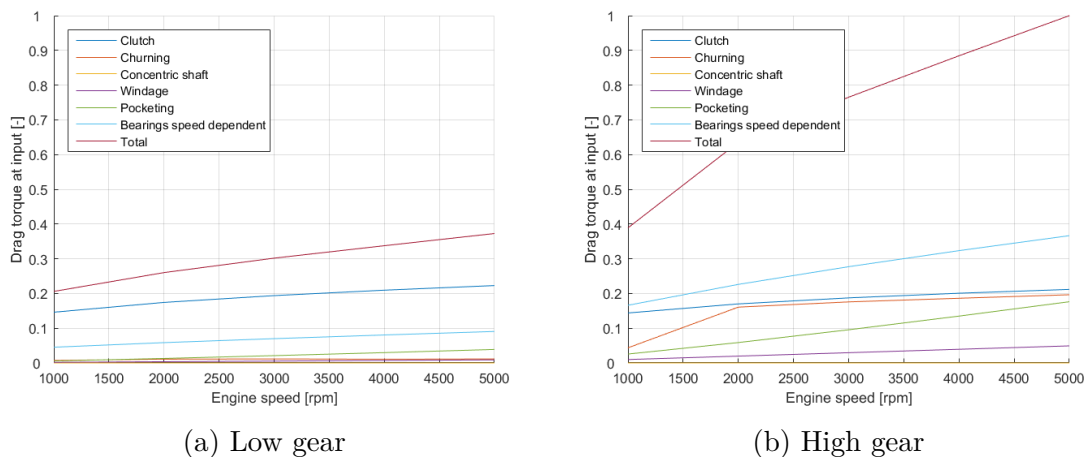 1
0.9
0.8
0.7
0.6
0.5
0.4
0.3
0.2
0.1
0
Drag torque at input [-]
Clutch
Churning
Concentric shaft
Windage
Pocketing
Bearings speed dependent
Total
1000 1500 2000 2500 3000 3500 4000 4500 5000
Engine speed [rpm]
(a) Low gear
1
0.9
0.8
0.7
0.6
0.5
0.4
0.3
0.2
0.1
0
Drag torque at input [-]
Clutch
Churning
Concentric shaft
Windage
Pocketing
Bearings speed dependent
Total
1000 1500 2000 2500 3000 3500 4000 4500 5000
Engine speed [rpm]
(b) High gear